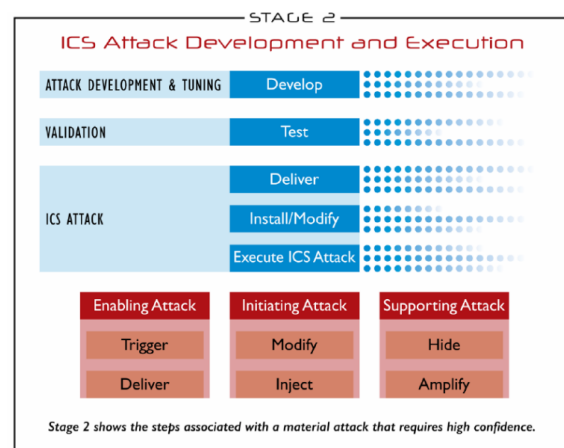 STAGE 2
ICS Attack Development and Execution
ATTACK DEVELOPMENT & TUNING
Develop
VALIDATION
Test
ICS ATTACK
Deliver
Install/Modify
Execute ICS Attack
Enabling Attack
Trigger
Deliver
Initiating Attack
Modify
Inject
Supporting Attack
Hide
Amplify
Stage 2 shows the steps associated with a material attack that requires high confidence.